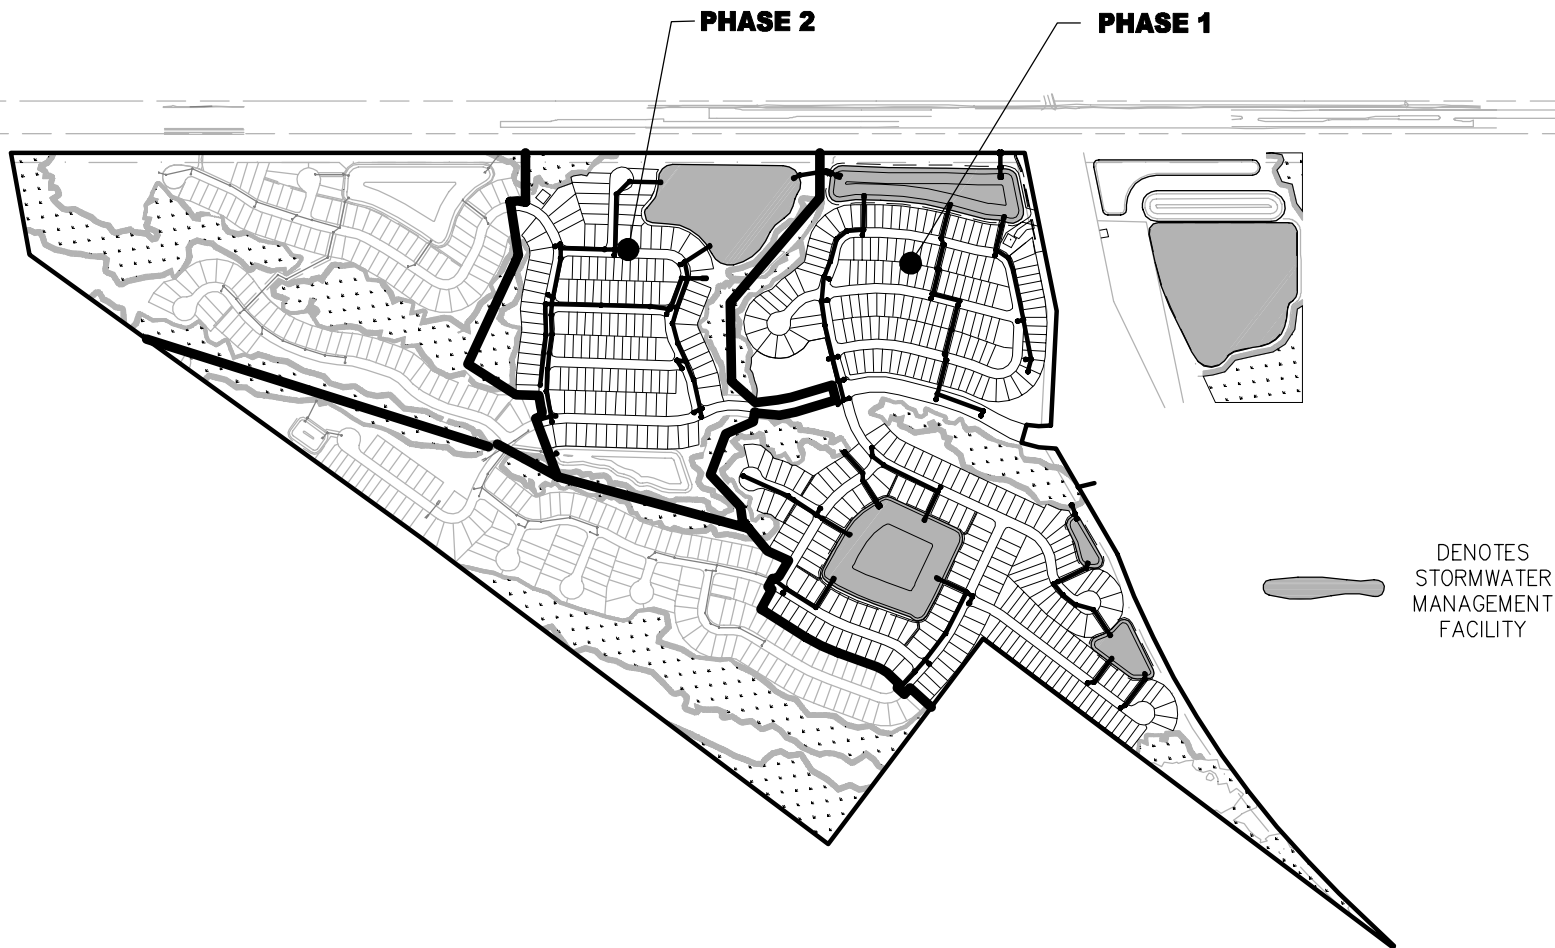 PHASE 2
PHASE 1
DENOTES
STORMWATER
MANAGEMENT
FACILITY